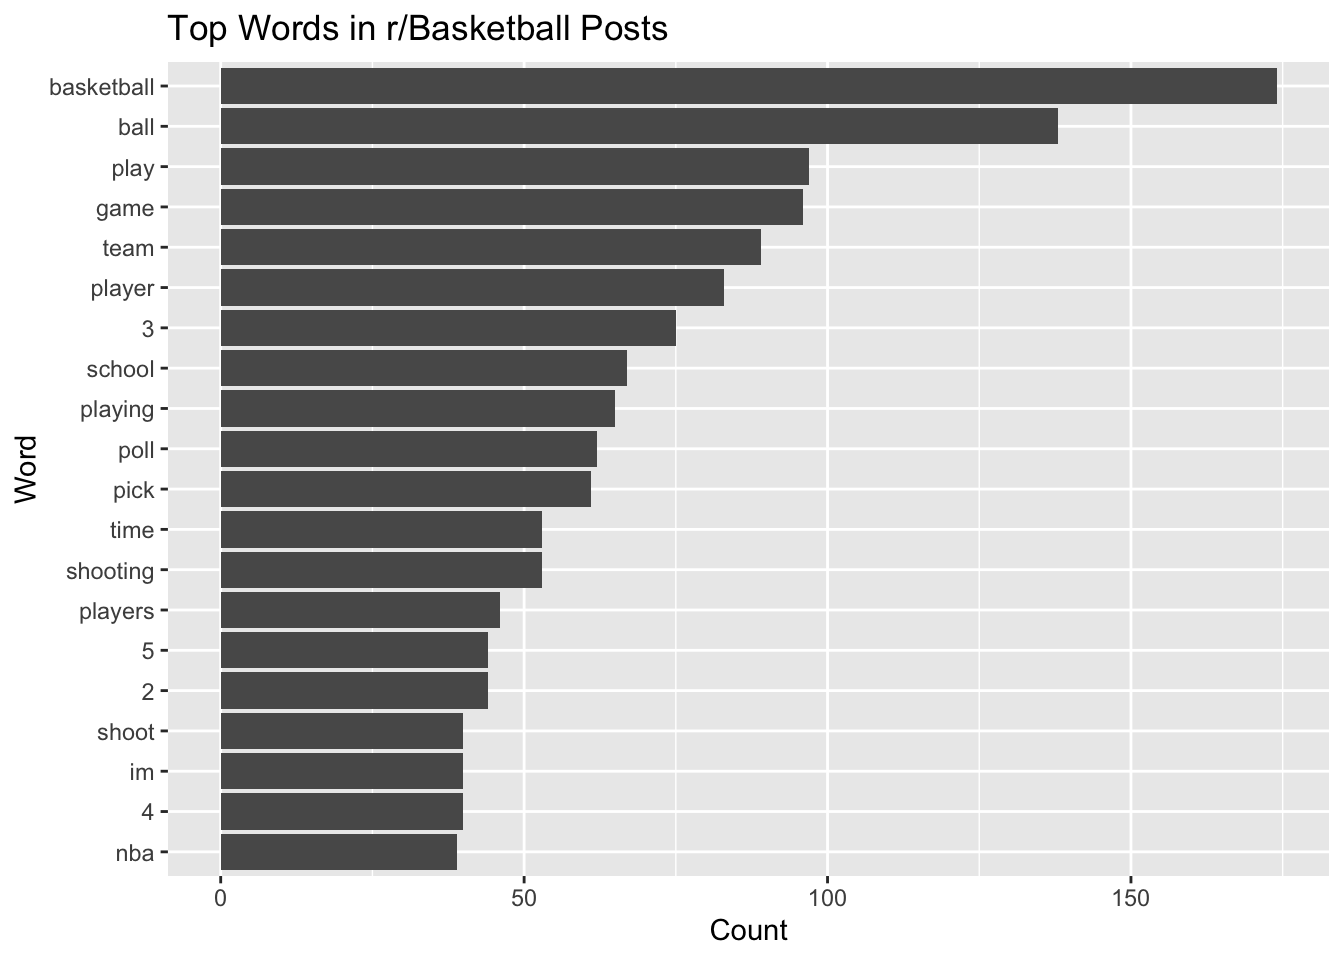 Top Words in r/Basketball Posts
Word
basketball
ball
play
game
team
player
3
school
playing
poll
pick
time
shooting
players
5
2
shoot
im
4
nba
0 50 100 150
Count